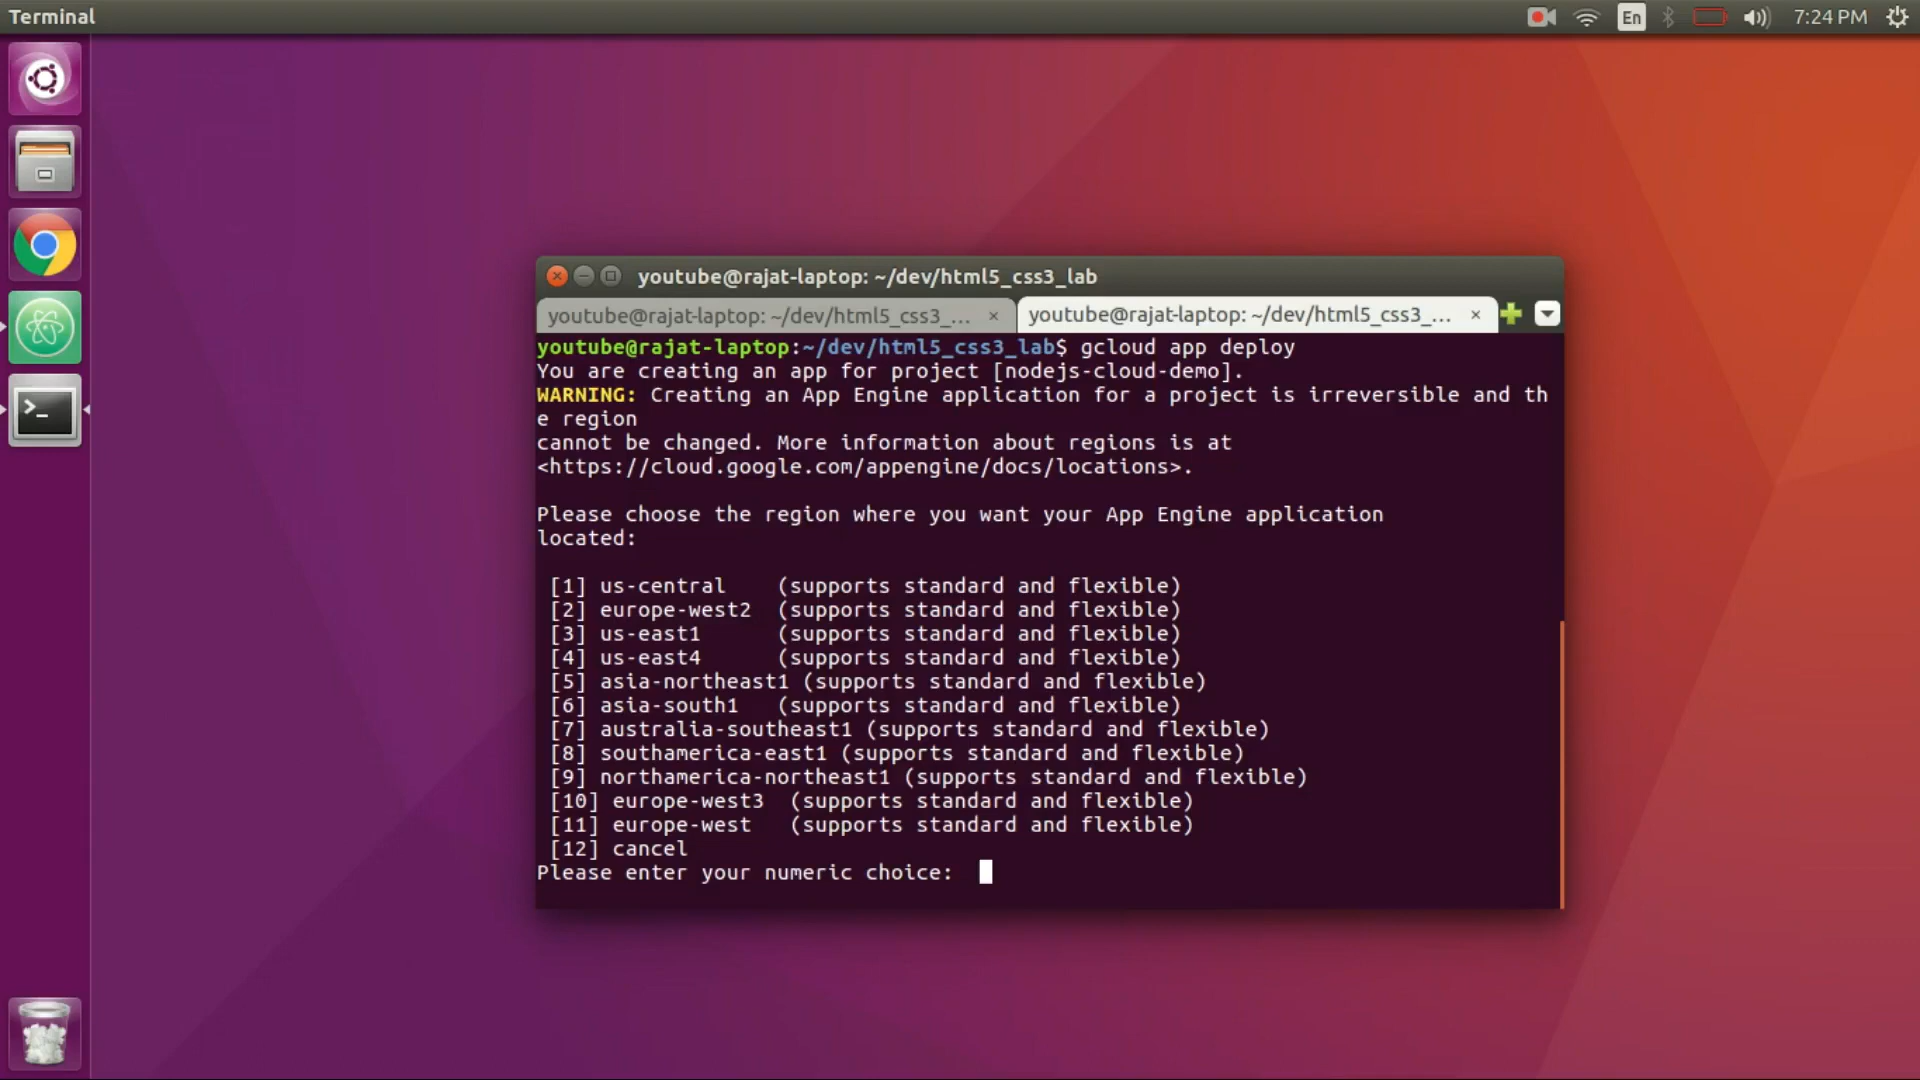 Terminal
En
7:24 PM
youtube@rajat-laptop: ~/dev/html5_css3_lab
youtube@rajat-laptop: ~/dev/html5_css3_... × youtube@rajat-laptop: ~/dev/html5_css3_... ×
youtube@rajat-laptop:~/dev/html5_css3_lab$ gcloud app deploy
You are creating an app for project [nodejs-cloud-demo].
WARNING: Creating an App Engine application for a project is irreversible and th
e region
cannot be changed. More information about regions is at
<https://cloud.google.com/appengine/docs/locations>.
Please choose the region where you want your App Engine application
located:
[1] us-central    (supports standard and flexible)
[2] europe-west2  (supports standard and flexible)
[3] us-east1      (supports standard and flexible)
[4] us-east4      (supports standard and flexible)
[5] asia-northeast1 (supports standard and flexible)
[6] asia-south1   (supports standard and flexible)
[7] australia-southeast1 (supports standard and flexible)
[8] southamerica-east1 (supports standard and flexible)
[9] northamerica-northeast1 (supports standard and flexible)
[10] europe-west3  (supports standard and flexible)
[11] europe-west   (supports standard and flexible)
[12] cancel
Please enter your numeric choice: